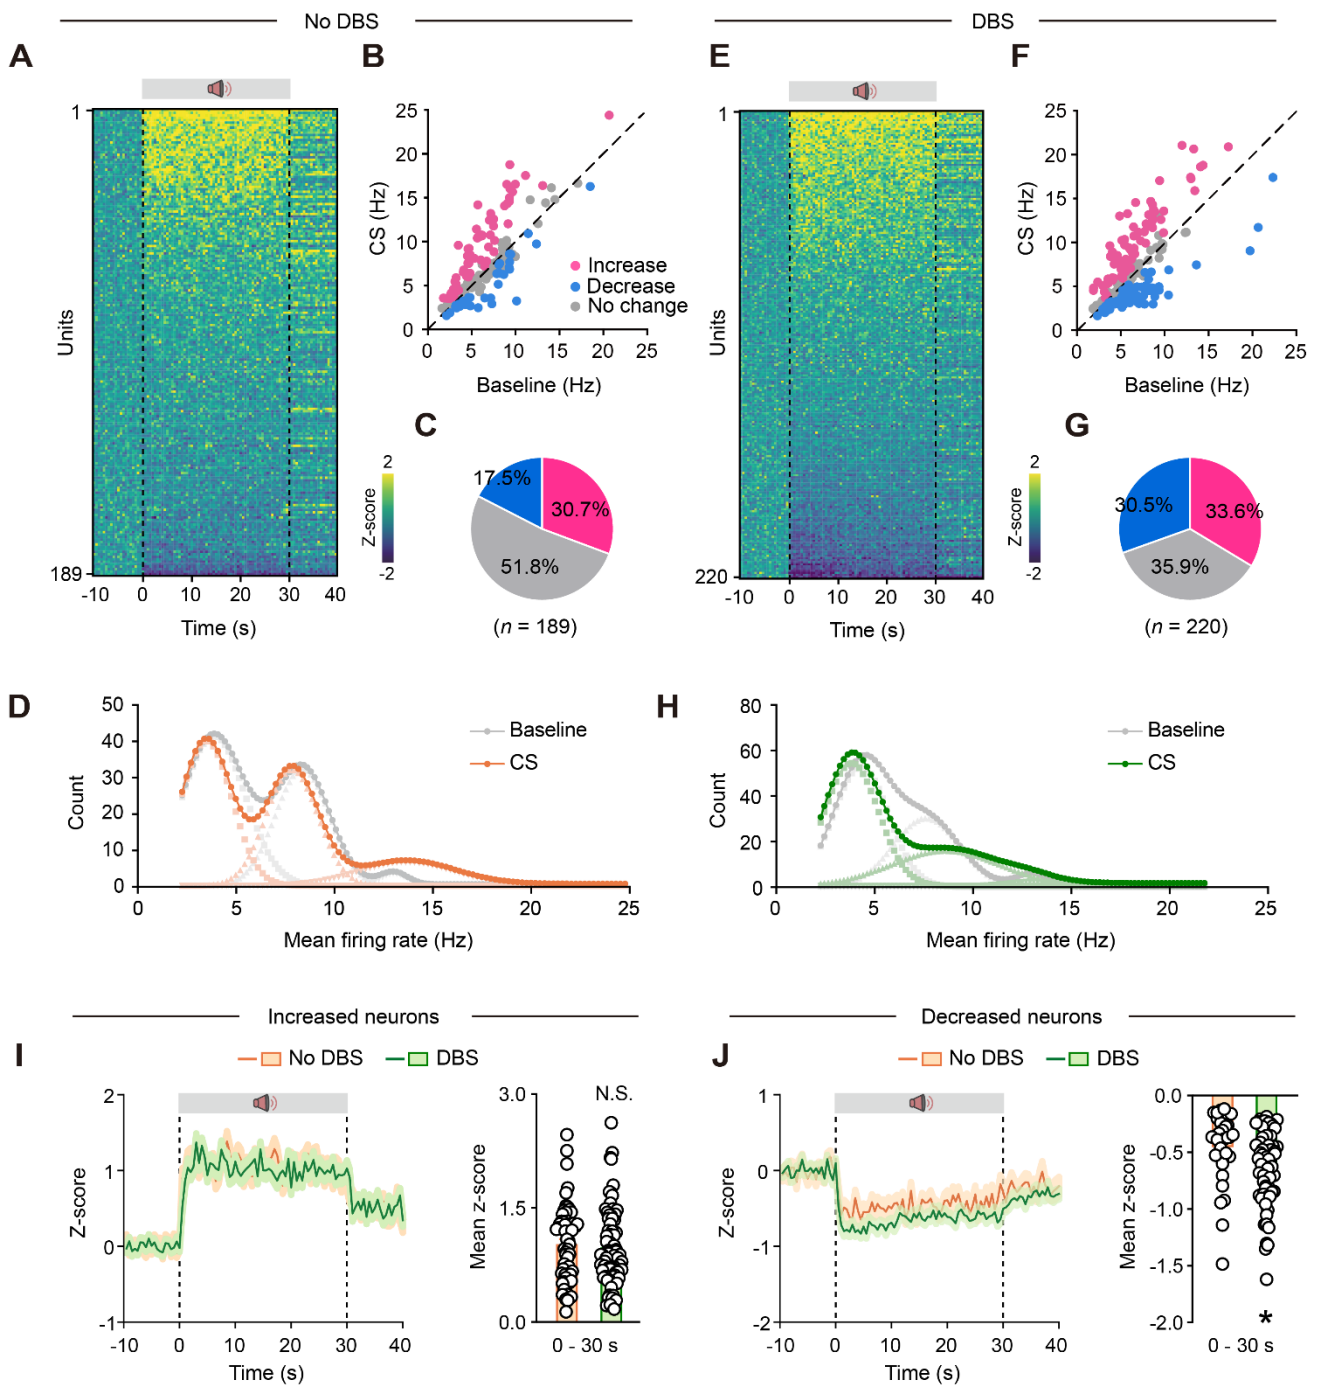 No DBS
DBS
A
B
E
F
1
189
Units
-10 0 10 20 30 40
Time (s)
2
-2
Z-score
25
20
15
10
5
0
CS (Hz)
Increase
Decrease
No change
0 5 10 15 20 25
Baseline (Hz)
C
17.5%
30.7%
51.8%
(n = 189)
1
220
Units
-10 0 10 20 30 40
Time (s)
2
-2
Z-score
25
20
15
10
5
0
CS (Hz)
0 5 10 15 20 25
Baseline (Hz)
G
30.5%
33.6%
35.9%
(n = 220)
D
50
40
30
20
10
0
Count
Baseline
CS
0 5 10 15 20 25
Mean firing rate (Hz)
H
80
60
40
20
0
Count
Baseline
CS
0 5 10 15 20 25
Mean firing rate (Hz)
Increased neurons
I
No DBS
DBS
2
1
0
-1
Z-score
-10 0 10 20 30 40
Time (s)
3.0
1.5
0.0
Mean z-score
N.S.
0 - 30 s
Decreased neurons
J
No DBS
DBS
1
0
-1
-2
Z-score
-10 0 10 20 30 40
Time (s)
0.0
-0.5
-1.0
-1.5
-2.0
Mean z-score
*
0 - 30 s